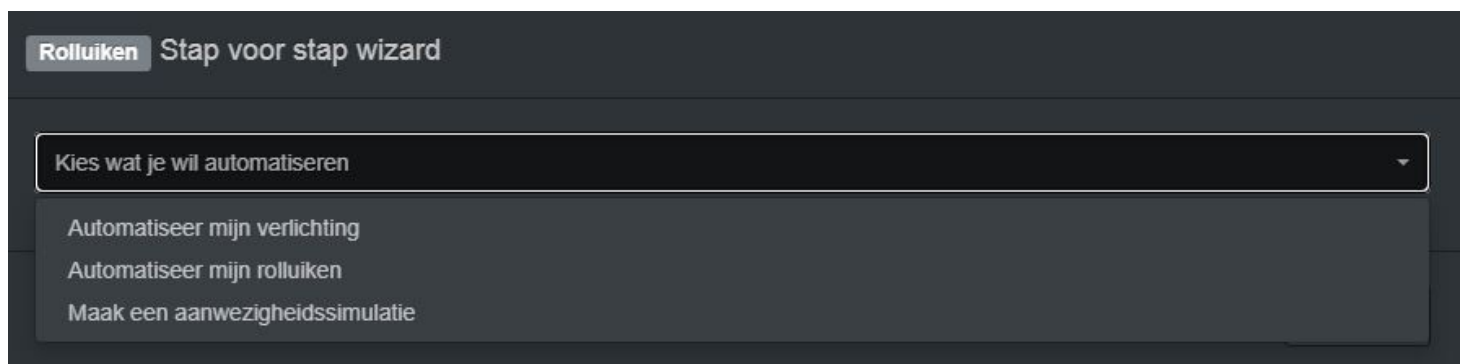 Rolluiken Stap voor stap wizard
Kies wat je wil automatiseren
Automatiseer mijn verlichting
Automatiseer mijn rolluiken
Maak een aanwezigheidssimulatie